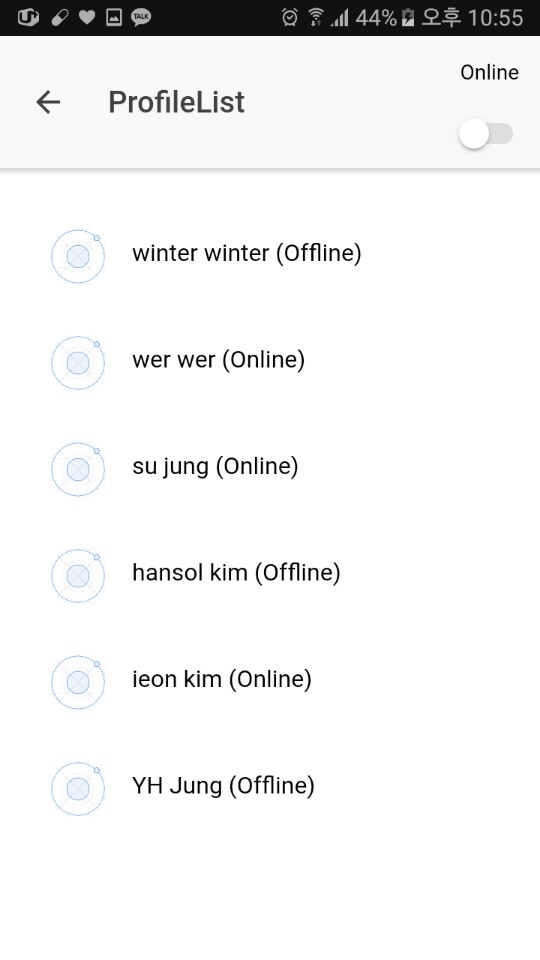 TALK 44% 오후 10:55
Online
ProfileList
winter winter (Offline)
wer wer (Online)
su jung (Online)
hansol kim (Offline)
ieon kim (Online)
YH Jung (Offline)